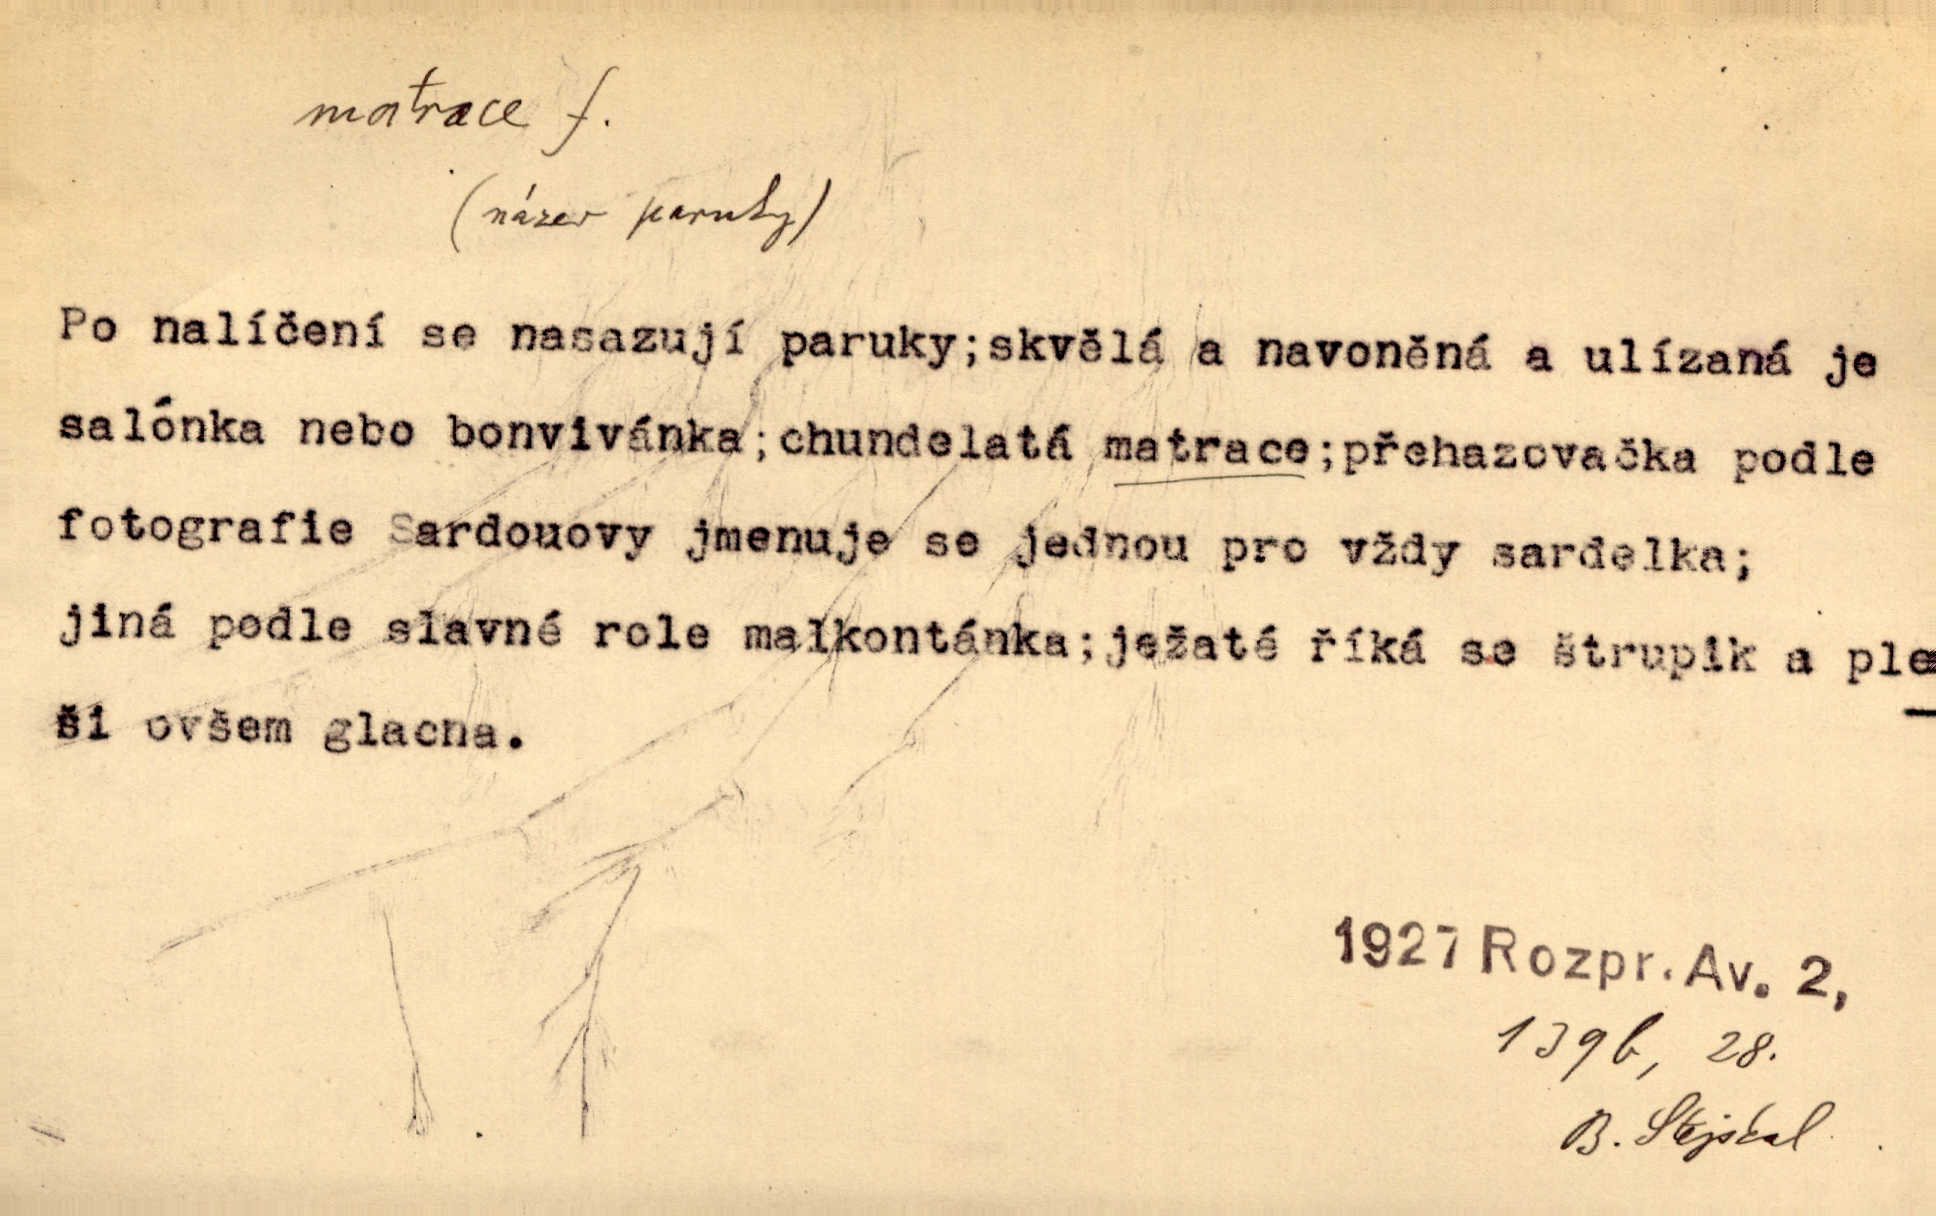 matrace f.
(název paruky)
Po nalíčení se nasazují paruky;skvělá a navoněná a ulízaná je
salónka nebo bonvivánka;chundelatá matrace;přehazovačka podle
fotografie Sardouovy jmenuje se jednou pro vždy sardelka;
jiná podle slavné role malkontánka;ježaté říká se štrupik a ple
ši ovšem glacna.
1927 Rozpr. Av. 2,
139b, 28.
B. Stejskal